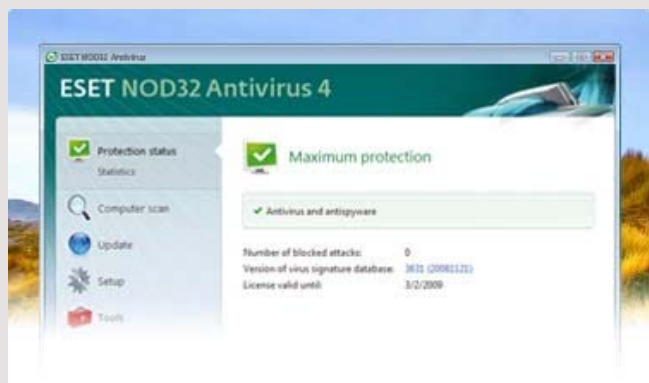 ESET NOD32 Antivirus
ESET NOD32 Antivirus 4
Protection status
Statistics
Computer scan
Update
Setup
Tools
Maximum protection
Antivirus and antispyware
Number of blocked attacks: 0
Version of virus signature database: 3631 (20081121)
License valid until: 3/2/2009